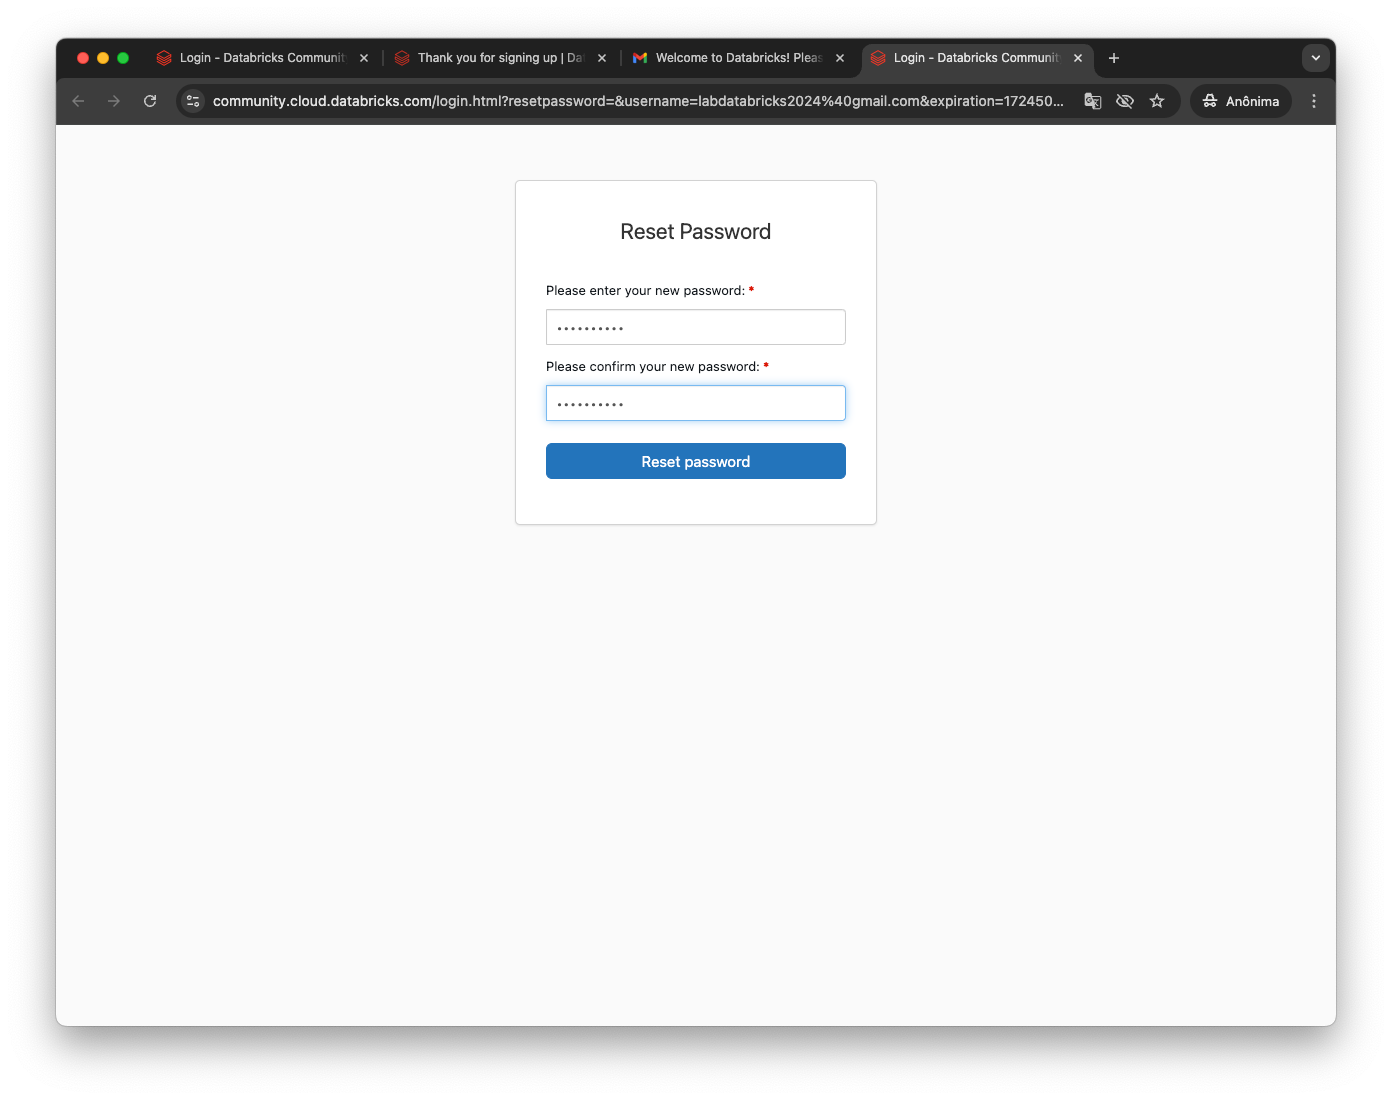 Login - Databricks Communit
Thank you for signing up | Da
Welcome to Databricks! Pleas
Login - Databricks Communit
community.cloud.databricks.com/login.html?resetpassword=&username=labdatabricks2024%40gmail.com&expiration=172450...
Anônima
Reset Password
Please enter your new password: *
••••••••••
Please confirm your new password: *
••••••••••
Reset password